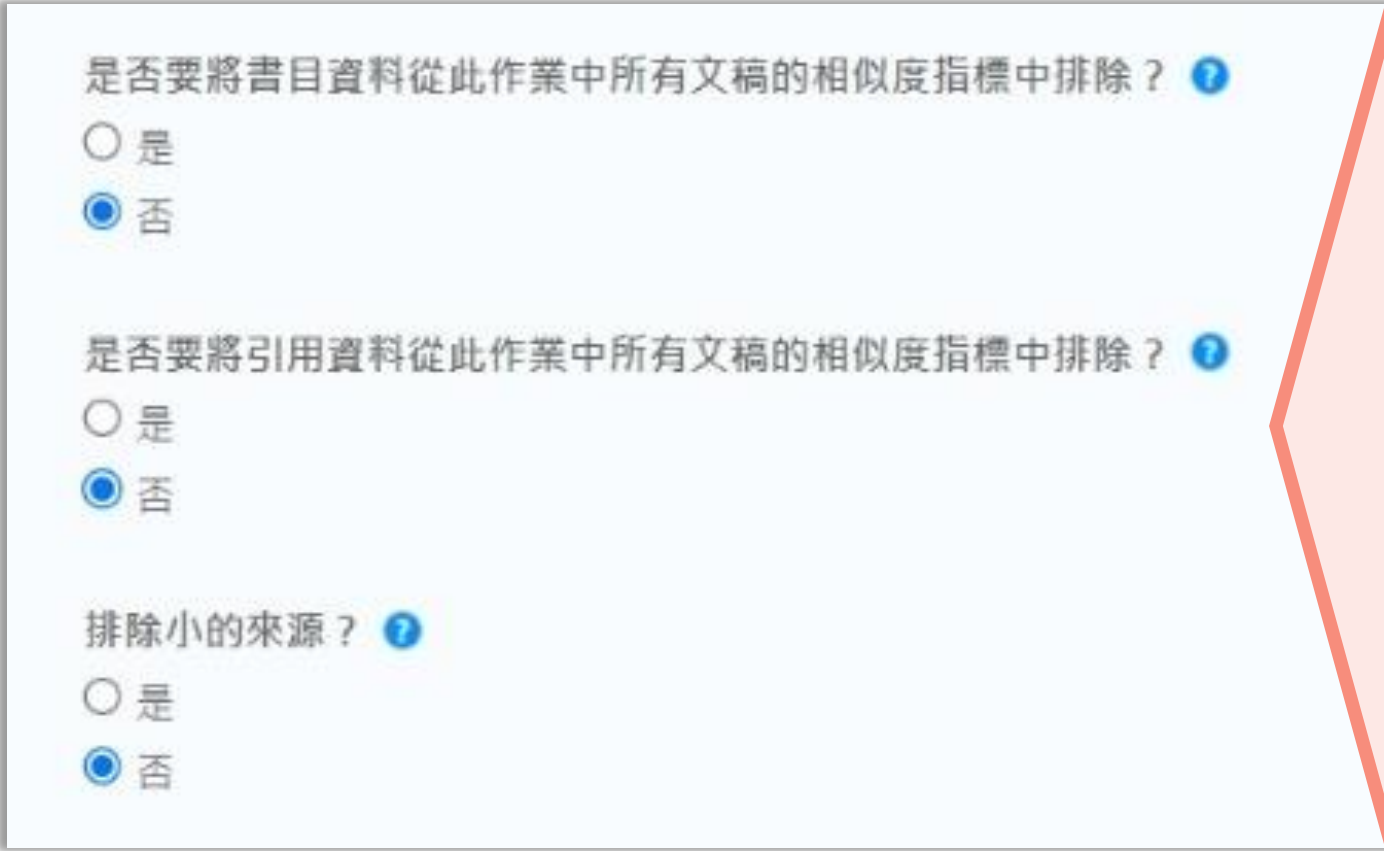 是否要將書目資料從此作業中所有文稿的相似度指標中排除？ ?
是
否
是否要將引用資料從此作業中所有文稿的相似度指標中排除？ ?
是
否
排除小的來源？ ?
是
否